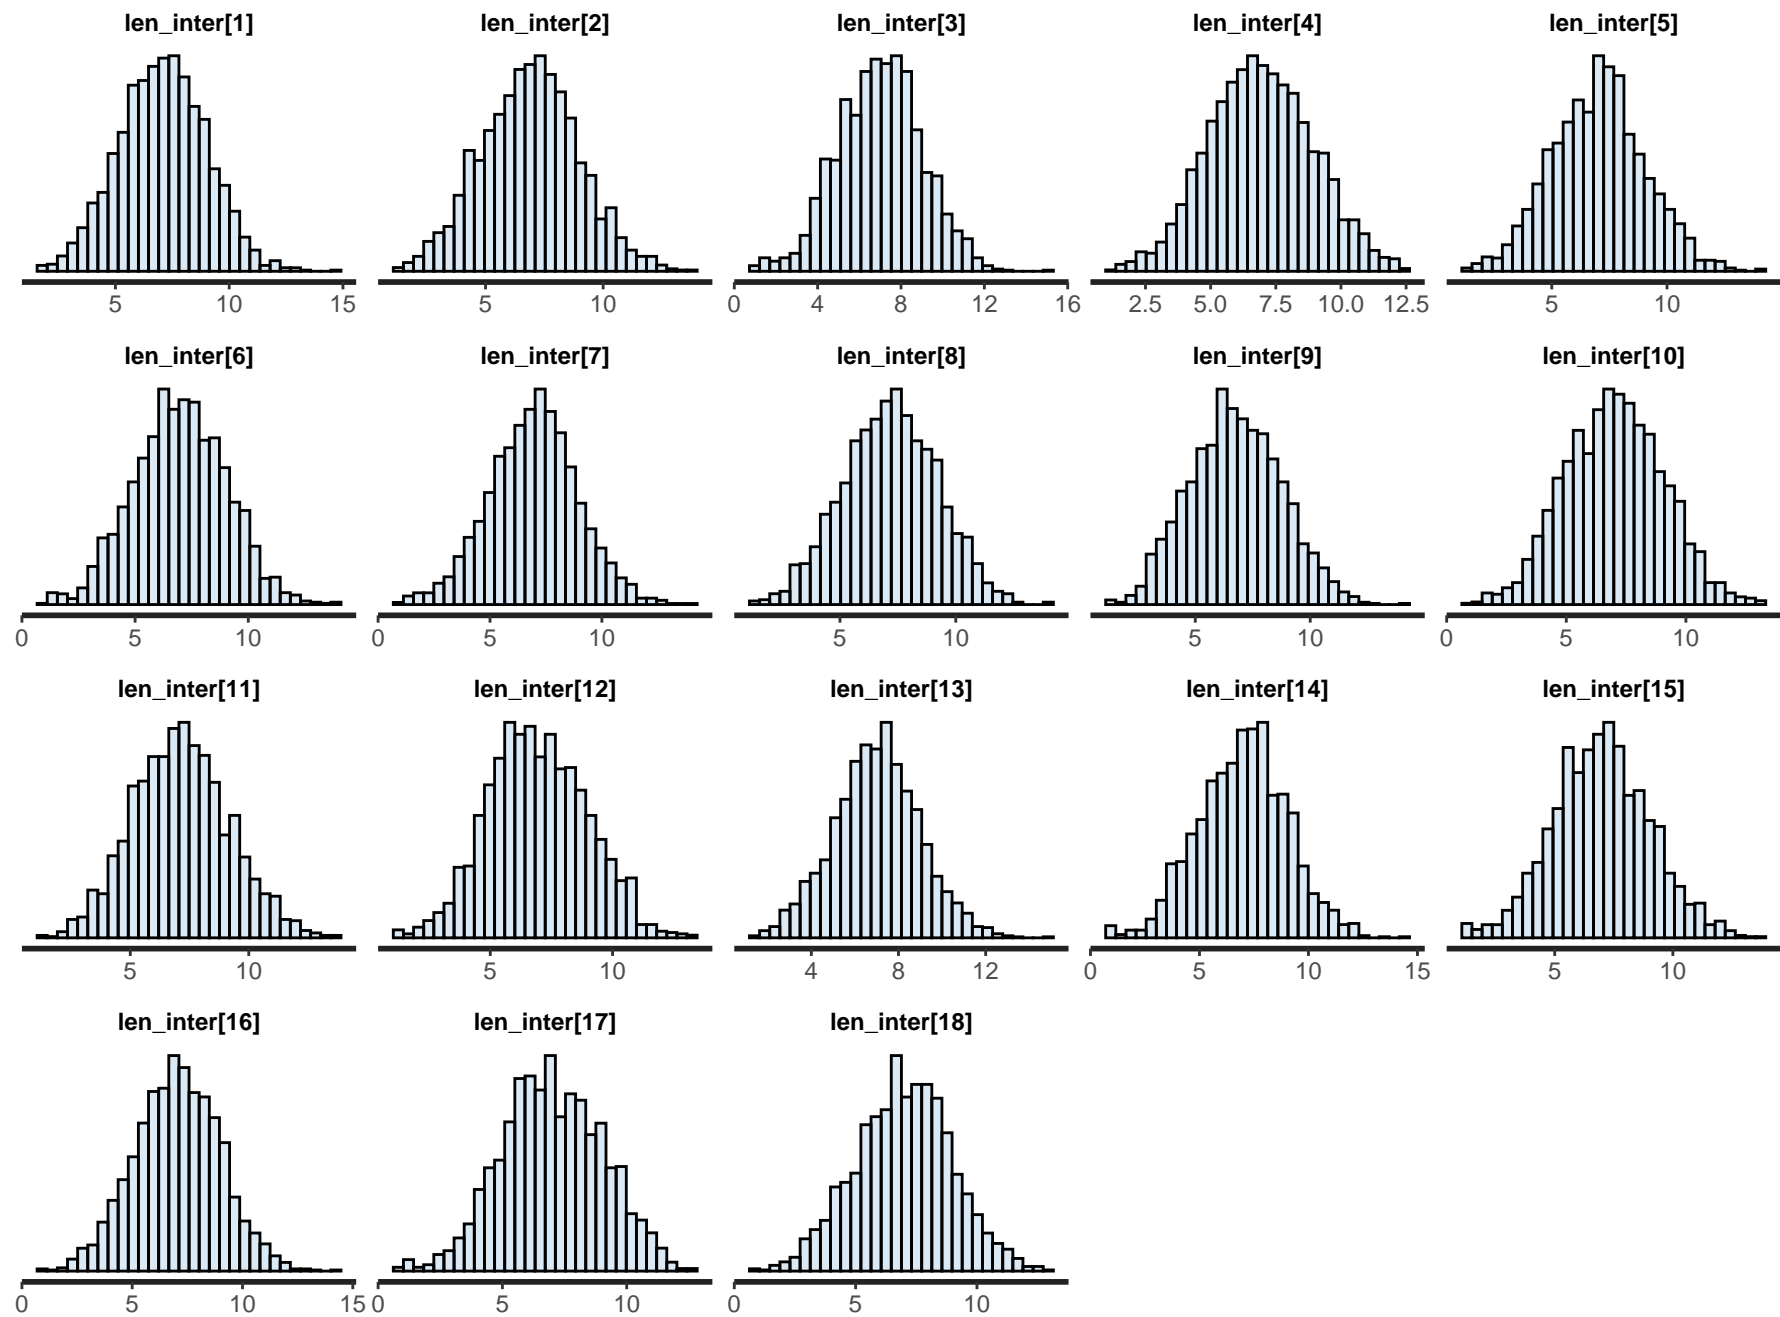 len_inter[1] len_inter[2] len_inter[3] len_inter[4] len_inter[5]
5 10 15 5 10 0 4 8 12 16 2.5 5.0 7.5 10.0 12.5 5 10
len_inter[6] len_inter[7] len_inter[8] len_inter[9] len_inter[10]
0 5 10 0 5 10 5 10 5 10 0 5 10
len_inter[11] len_inter[12] len_inter[13] len_inter[14] len_inter[15]
5 10 5 10 4 8 12 0 5 10 15 5 10
len_inter[16] len_inter[17] len_inter[18]
0 5 10 15 0 5 10 0 5 10